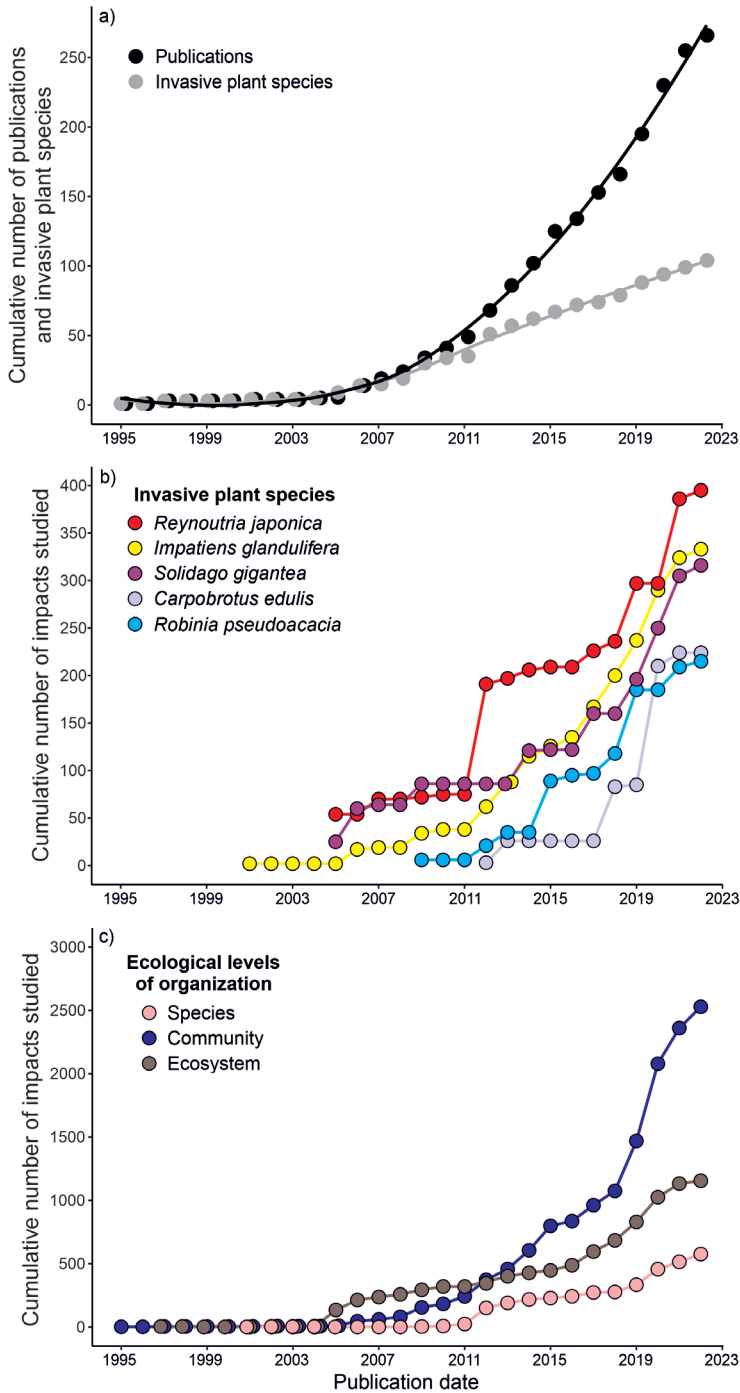 a)
Publications
Invasive plant species
Cumulative number of publications
and invasive plant species
250
200
150
100
50
0
1995 1999 2003 2007 2011 2015 2019 2023
b)
Invasive plant species
Reynoutria japonica
Impatiens glandulifera
Solidago gigantea
Carpobrotus edulis
Robinia pseudoacacia
Cumulative number of impacts studied
400
350
300
250
200
150
100
50
0
1995 1999 2003 2007 2011 2015 2019 2023
c)
Ecological levels
of organization
Species
Community
Ecosystem
Cumulative number of impacts studied
3000
2500
2000
1500
1000
500
0
1995 1999 2003 2007 2011 2015 2019 2023
Publication date